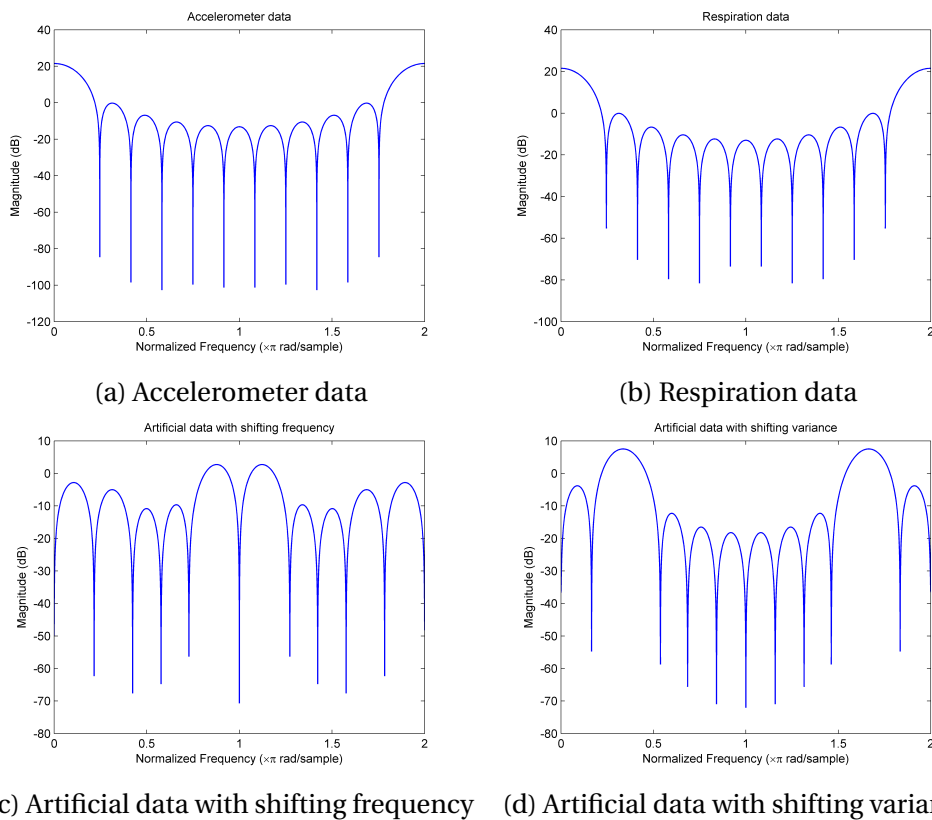 Accelerometer data
40
20
0
-20
-40
-60
-80
-100
-120
Magnitude (dB)
0 0.5 1 1.5 2
Normalized Frequency (×π rad/sample)
(a) Accelerometer data
Respiration data
40
20
0
-20
-40
-60
-80
-100
Magnitude (dB)
0 0.5 1 1.5 2
Normalized Frequency (×π rad/sample)
(b) Respiration data
Artificial data with shifting frequency
10
0
-10
-20
-30
-40
-50
-60
-70
-80
Magnitude (dB)
0 0.5 1 1.5 2
Normalized Frequency (×π rad/sample)
c) Artificial data with shifting frequency
Artificial data with shifting variance
10
0
-10
-20
-30
-40
-50
-60
-70
-80
Magnitude (dB)
0 0.5 1 1.5 2
Normalized Frequency (×π rad/sample)
(d) Artificial data with shifting varian